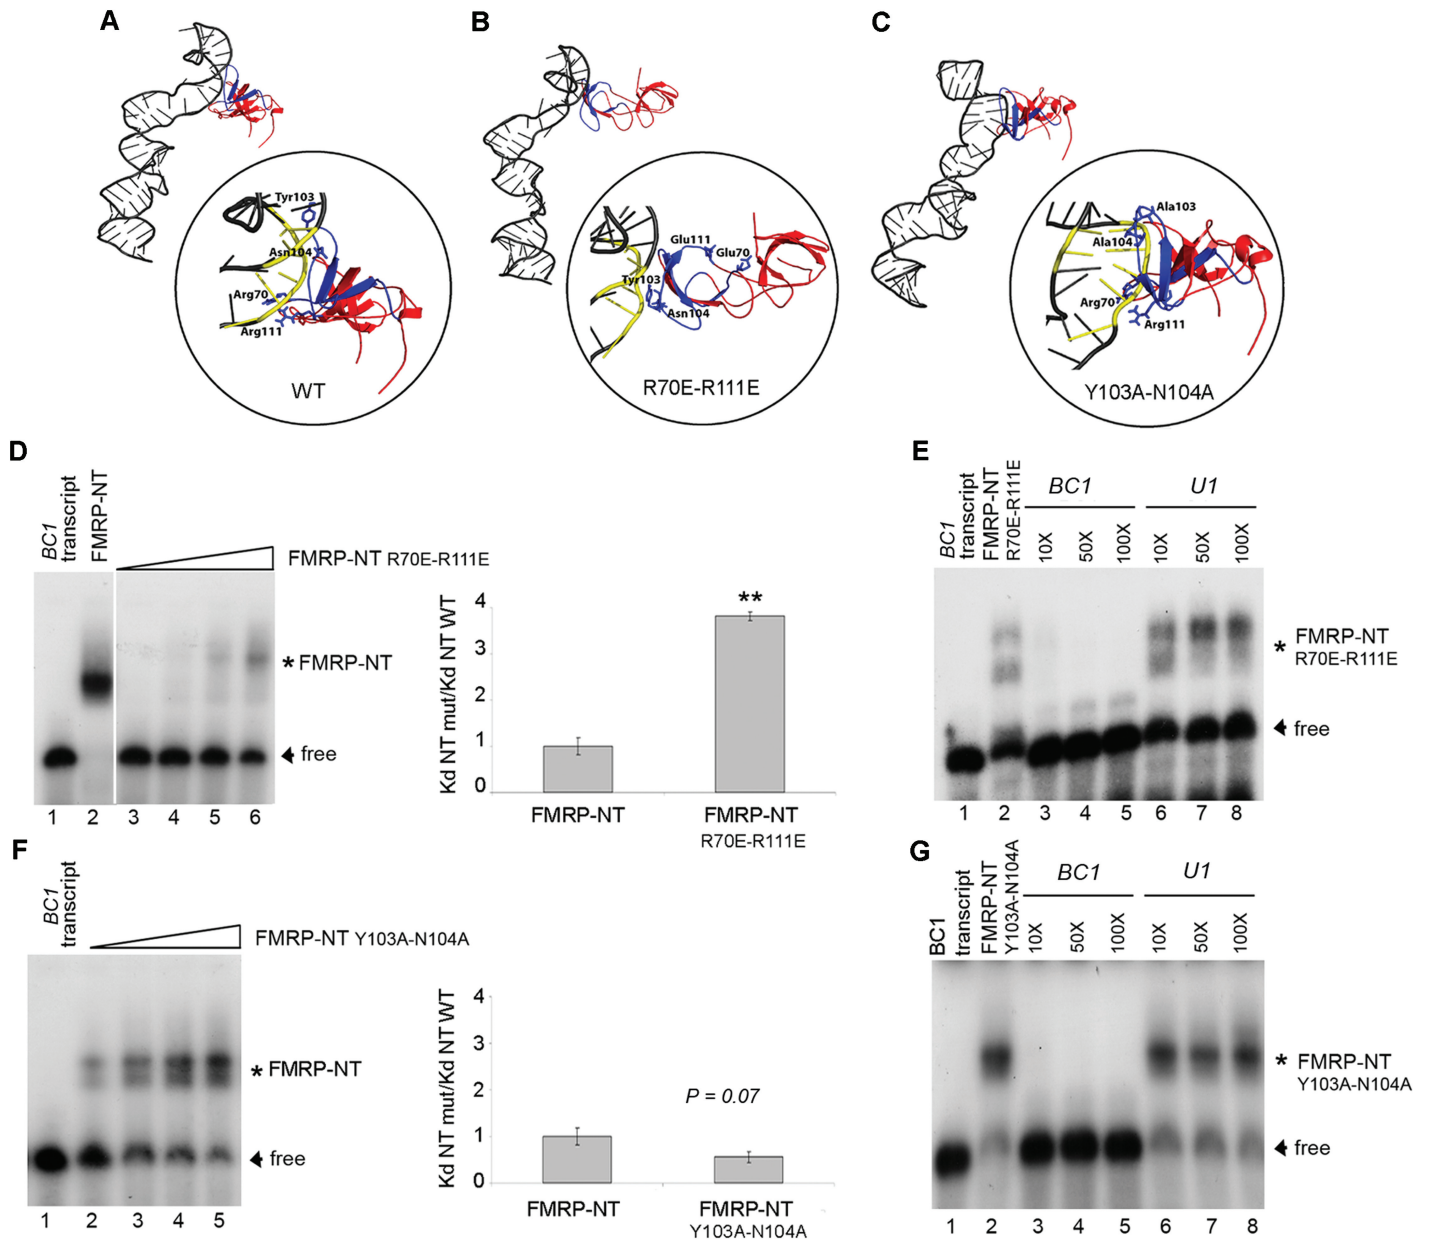 A
B
C
Tyr103
Asn104
Arg70
Arg111
WT
Glu111
Glu70
Tyr103
Asn104
R70E-R111E
Ala103
Ala104
Arg70
Arg111
Y103A-N104A
D
BC1
transcript
FMRP-NT
FMRP-NT R70E-R111E
* FMRP-NT
free
1 2 3 4 5 6
Kd NT mut/Kd NT WT
4
3
2
1
0
**
FMRP-NT
FMRP-NT
R70E-R111E
E
BC1
transcript
FMRP-NT
R70E-R111E
BC1
U1
10X 50X 100X 10X 50X 100X
* FMRP-NT
R70E-R111E
free
1 2 3 4 5 6 7 8
F
BC1
transcript
FMRP-NT Y103A-N104A
* FMRP-NT
free
1 2 3 4 5
Kd NT mut/Kd NT WT
4
3
2
1
0
P = 0.07
FMRP-NT
FMRP-NT
Y103A-N104A
G
BC1
transcript
FMRP-NT
Y103A-N104A
BC1
U1
10X 50X 100X 10X 50X 100X
* FMRP-NT
Y103A-N104A
free
1 2 3 4 5 6 7 8